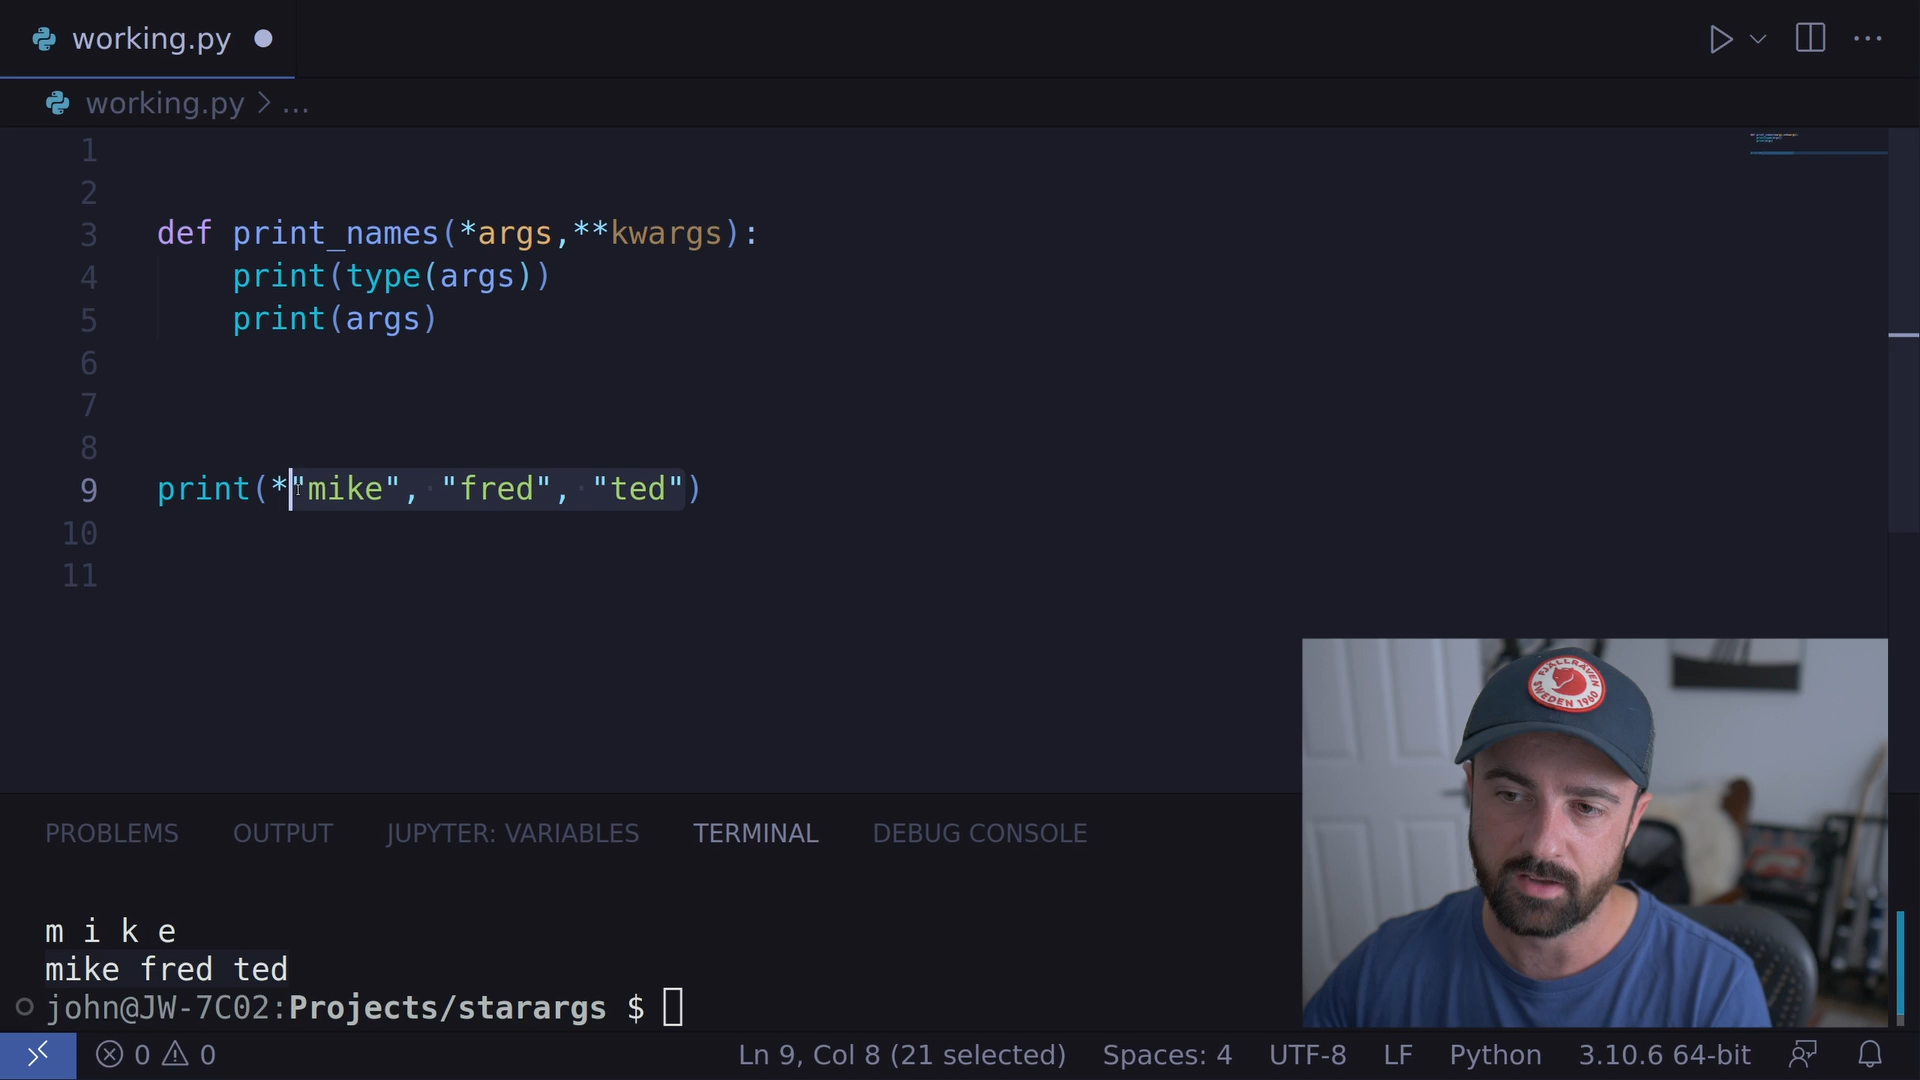 working.py
working.py > ...
1
2
3 def print_names(*args,**kwargs):
4 print(type(args))
5 print(args)
6
7
8
9 print(*"mike", "fred", "ted")
10
11
FJÄLLRÄVEN
SWEDEN 1960
PROBLEMS OUTPUT JUPYTER: VARIABLES TERMINAL DEBUG CONSOLE
m i k e
mike fred ted
john@JW-7C02:Projects/starargs $
0 0 Ln 9, Col 8 (21 selected) Spaces: 4 UTF-8 LF Python 3.10.6 64-bit